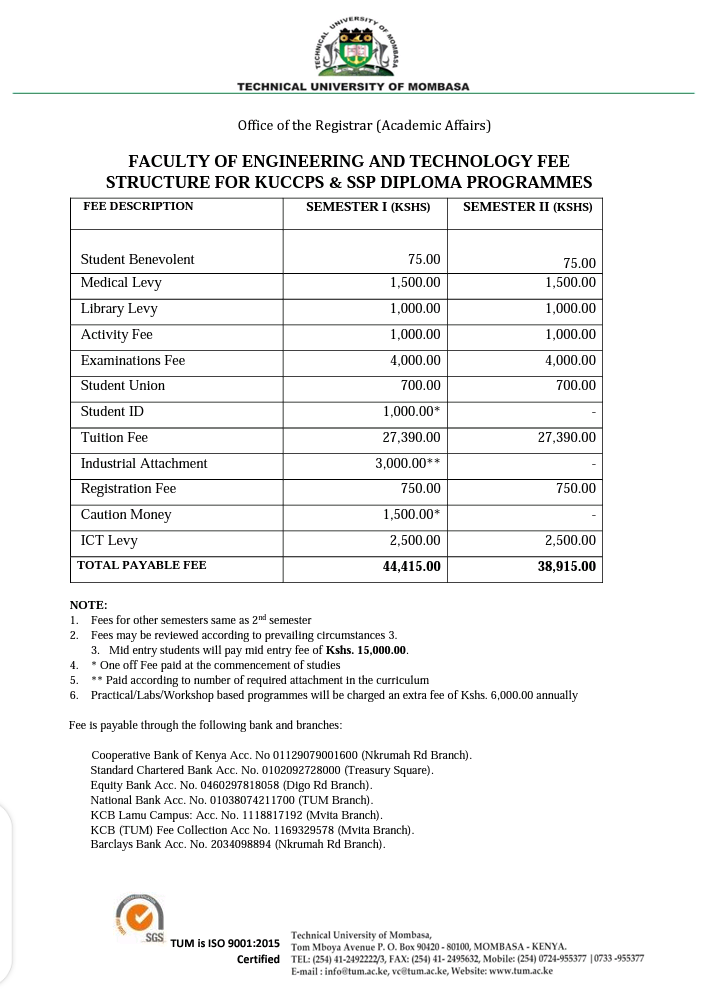 TECHNICAL UNIVERSITY OF MOMBASA
TECHNICAL UNIVERSITY OF MOMBASA
Office of the Registrar (Academic Affairs)
FACULTY OF ENGINEERING AND TECHNOLOGY FEE
STRUCTURE FOR KUCCPS & SSP DIPLOMA PROGRAMMES
FEE DESCRIPTION SEMESTER I (KSHS) SEMESTER II (KSHS)
Student Benevolent 75.00 75.00
Medical Levy 1,500.00 1,500.00
Library Levy 1,000.00 1,000.00
Activity Fee 1,000.00 1,000.00
Examinations Fee 4,000.00 4,000.00
Student Union 700.00 700.00
Student ID 1,000.00* -
Tuition Fee 27,390.00 27,390.00
Industrial Attachment 3,000.00** -
Registration Fee 750.00 750.00
Caution Money 1,500.00* -
ICT Levy 2,500.00 2,500.00
TOTAL PAYABLE FEE 44,415.00 38,915.00
NOTE:
1. Fees for other semesters same as 2nd semester
2. Fees may be reviewed according to prevailing circumstances 3.
3. Mid entry students will pay mid entry fee of Kshs. 15,000.00.
4. * One off Fee paid at the commencement of studies
5. ** Paid according to number of required attachment in the curriculum
6. Practical/Labs/Workshop based programmes will be charged an extra fee of Kshs. 6,000.00 annually
Fee is payable through the following bank and branches:
Cooperative Bank of Kenya Acc. No 01129079001600 (Nkrumah Rd Branch).
Standard Chartered Bank Acc. No. 0102092728000 (Treasury Square).
Equity Bank Acc. No. 0460297818058 (Digo Rd Branch).
National Bank Acc. No. 01038074211700 (TUM Branch).
KCB Lamu Campus: Acc. No. 1118817192 (Mvita Branch).
KCB (TUM) Fee Collection Acc No. 1169329578 (Mvita Branch).
Barclays Bank Acc. No. 2034098894 (Nkrumah Rd Branch).
SGS
TUM is ISO 9001:2015
Certified
Technical University of Mombasa,
Tom Mboya Avenue P. O. Box 90420 - 80100, MOMBASA - KENYA.
TEL: (254) 41-2492222/3, FAX: (254) 41- 2495632, Mobile: (254) 0724-955377 | 0733 -955377
E-mail : info@tum.ac.ke, vc@tum.ac.ke, Website: www.tum.ac.ke